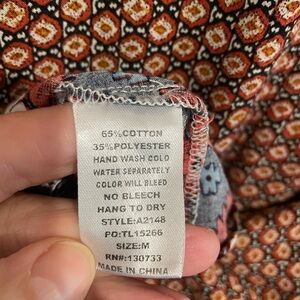 65%COTTON
35%POLYESTER
HAND WASH COLD
WATER SEPARATELY
COLOR WILL BLEED
NO BLEECH
HANG TO DRY
STYLE:A2148
PO:TL15266
SIZE:M
RN#:130733
MADE IN CHINA